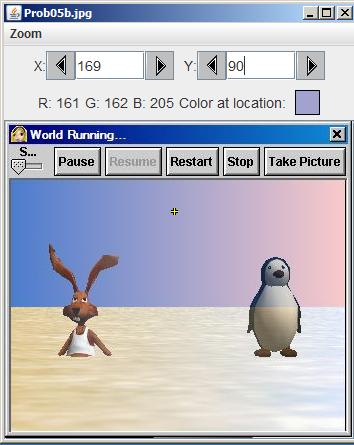 Prob05b.jpg
Zoom
X: 169 Y: 90
R: 161 G: 162 B: 205 Color at location:
World Running...
S... Pause Resume Restart Stop Take Picture